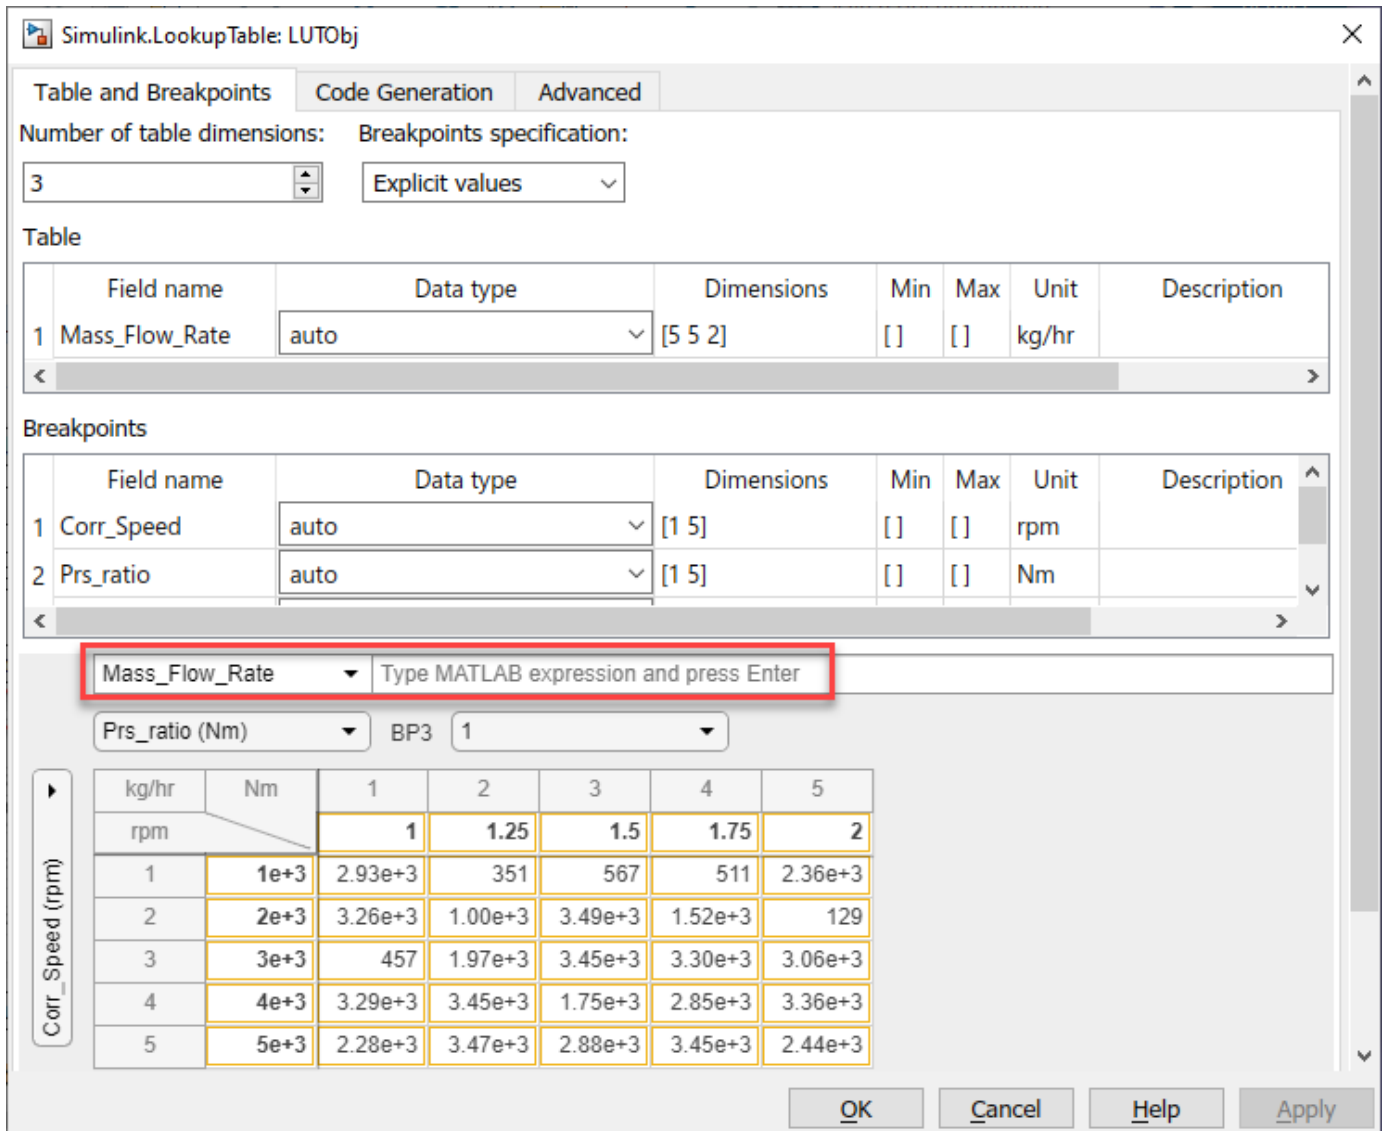 Simulink.LookupTable: LUTObj
Table and Breakpoints Code Generation Advanced
Number of table dimensions: Breakpoints specification:
3 Explicit values
Table
Field name Data type Dimensions Min Max Unit Description
1 Mass_Flow_Rate auto [5 5 2] [ ] [ ] kg/hr
Breakpoints
Field name Data type Dimensions Min Max Unit Description
1 Corr_Speed auto [1 5] [ ] [ ] rpm
2 Prs_ratio auto [1 5] [ ] [ ] Nm
Mass_Flow_Rate Type MATLAB expression and press Enter
Prs_ratio (Nm) BP3 1
Corr_Speed (rpm)
kg/hr Nm 1 2 3 4 5
rpm 1 1.25 1.5 1.75 2
1 1e+3 2.93e+3 351 567 511 2.36e+3
2 2e+3 3.26e+3 1.00e+3 3.49e+3 1.52e+3 129
3 3e+3 457 1.97e+3 3.45e+3 3.30e+3 3.06e+3
4 4e+3 3.29e+3 3.45e+3 1.75e+3 2.85e+3 3.36e+3
5 5e+3 2.28e+3 3.47e+3 2.88e+3 3.45e+3 2.44e+3
OK Cancel Help Apply